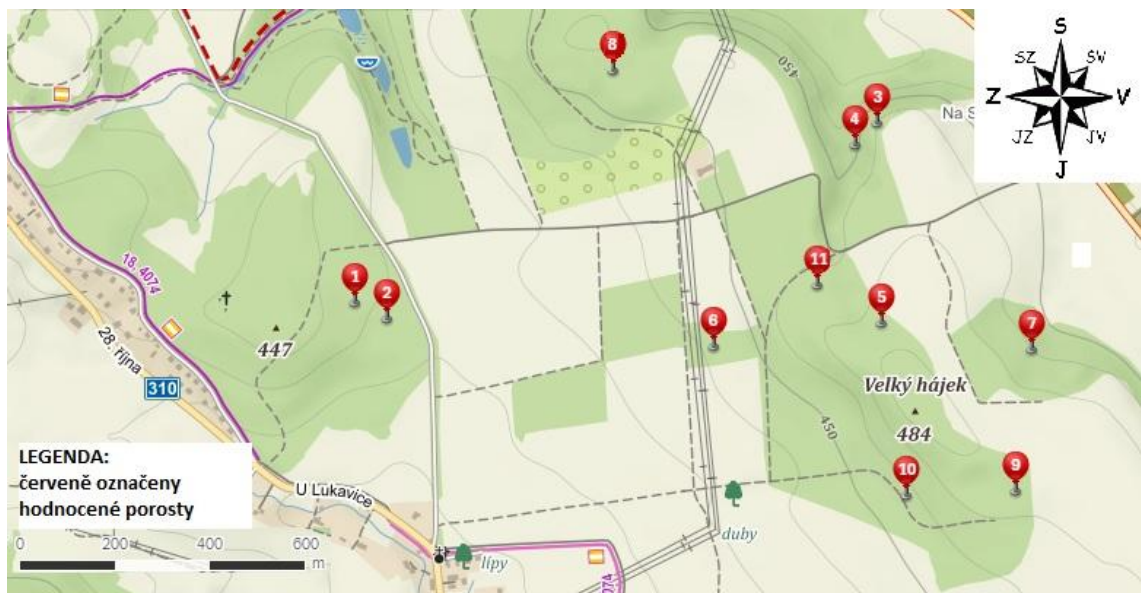 8
450
3
4
Na S
S
SZ
SV
Z
V
JZ
JV
J
18, 4074
28. října
310
447
1
2
11
5
6
7
Velký hájek
484
450
10
9
LEGENDA:
červeně označeny
hodnocené porosty
0 200 400 600
m
U Lukavice
lípy
duby
074